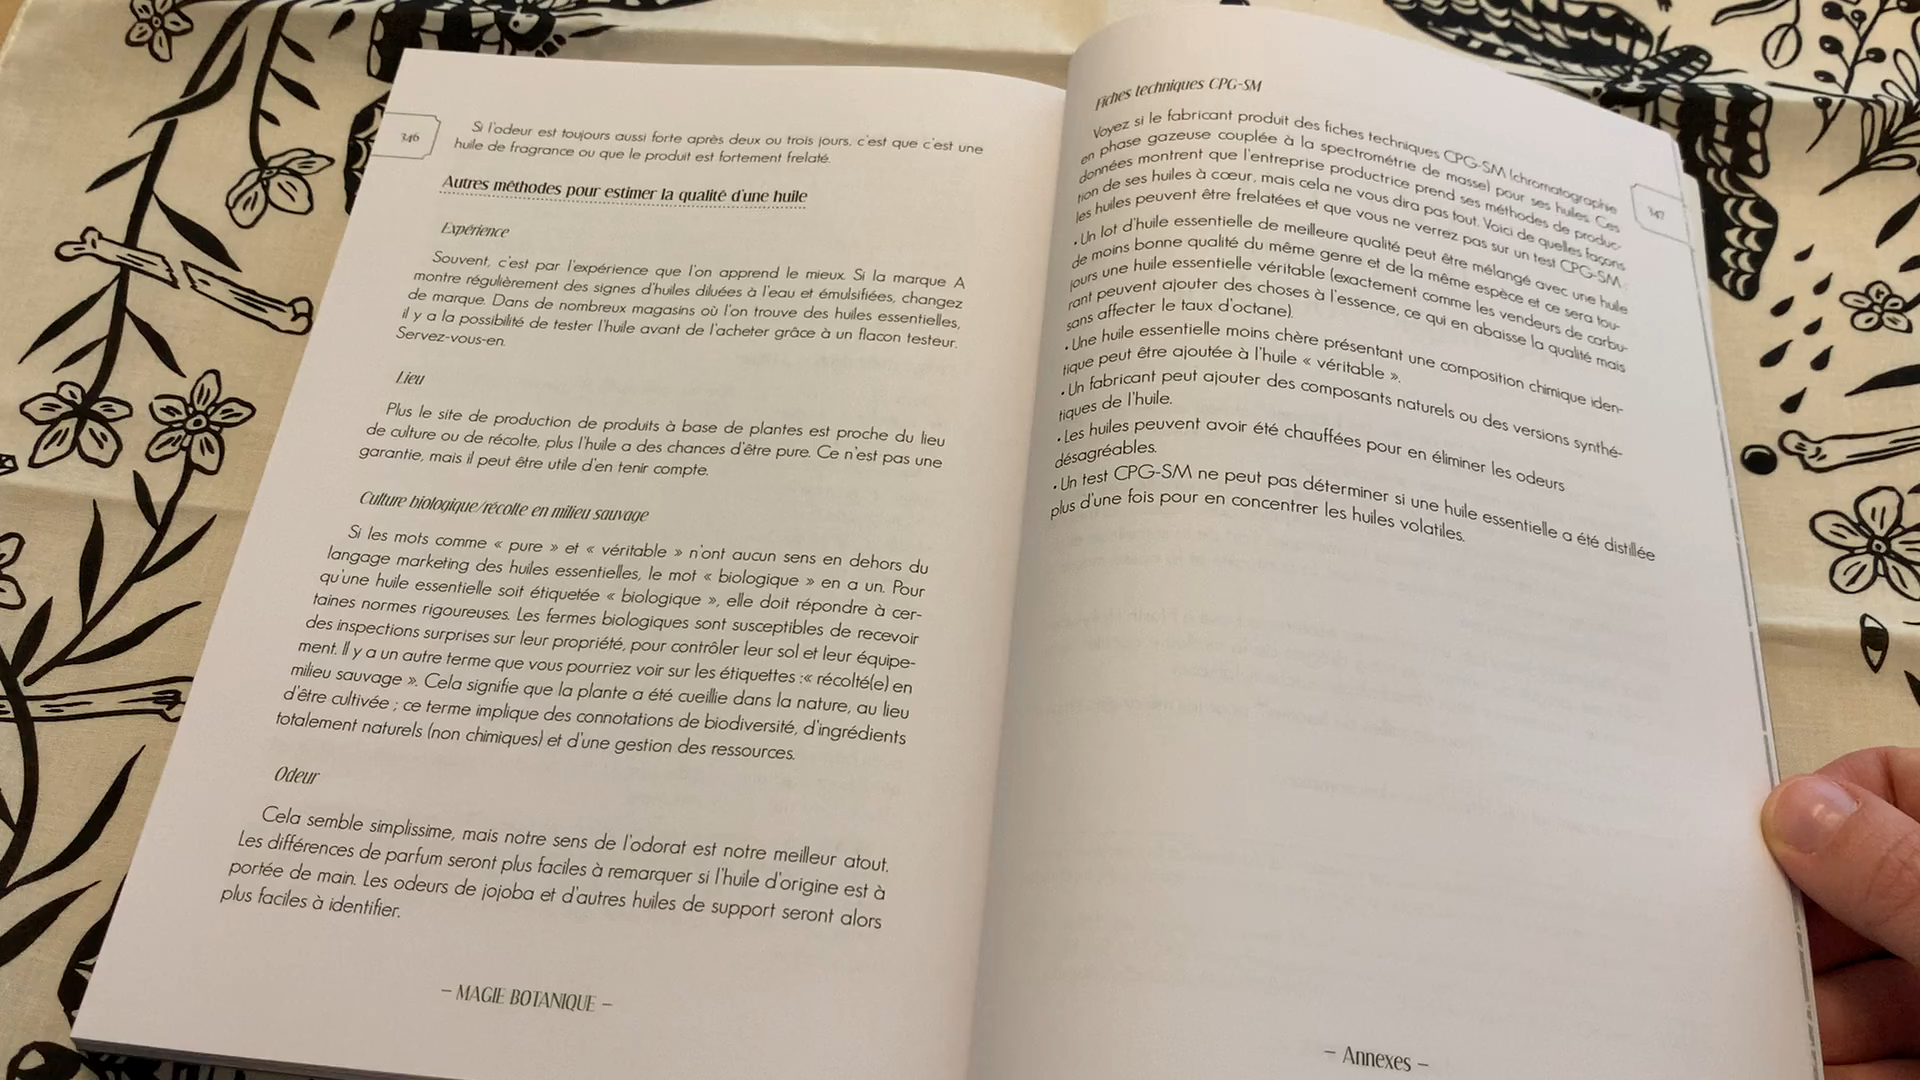 346
Si l'odeur est toujours aussi forte après deux ou trois jours, c'est que c'est une
huile de fragrance ou que le produit est fortement frelaté.
Autres méthodes pour estimer la qualité d'une huile
Expérience
Souvent, c'est par l'expérience que l'on apprend le mieux. Si la marque A
montre régulièrement des signes d'huiles diluées à l'eau et émulsifiées, changez
de marque. Dans de nombreux magasins où l'on trouve des huiles essentielles,
il y a la possibilité de tester l'huile avant de l'acheter grâce à un flacon testeur.
Servez-vous-en.
Lieu
Plus le site de production de produits à base de plantes est proche du lieu
de culture ou de récolte, plus l'huile a des chances d'être pure. Ce n'est pas une
garantie, mais il peut être utile d'en tenir compte.
Culture biologique/récolte en milieu sauvage
Si les mots comme « pure » et « véritable » n'ont aucun sens en dehors du
langage marketing des huiles essentielles, le mot « biologique » en a un. Pour
qu'une huile essentielle soit étiquetée « biologique », elle doit répondre à cer-
taines normes rigoureuses. Les fermes biologiques sont susceptibles de recevoir
des inspections surprises sur leur propriété, pour contrôler leur sol et leur équipe-
ment. Il y a un autre terme que vous pourriez voir sur les étiquettes :« récolté(e) en
milieu sauvage ». Cela signifie que la plante a été cueillie dans la nature, au lieu
d'être cultivée ; ce terme implique des connotations de biodiversité, d'ingrédients
totalement naturels (non chimiques) et d'une gestion des ressources.
Odeur
Cela semble simplissime, mais notre sens de l'odorat est notre meilleur atout.
Les différences de parfum seront plus faciles à remarquer si l'huile d'origine est à
portée de main. Les odeurs de jojoba et d'autres huiles de support seront alors
plus faciles à identifier.
– MAGIE BOTANIQUE –
Fiches techniques CPG-SM
Voyez si le fabricant produit des fiches techniques CPG-SM (chromatographie
en phase gazeuse couplée à la spectrométrie de masse) pour ses huiles. Ces
données montrent que l'entreprise productrice prend ses méthodes de produc-
tion de ses huiles à cœur, mais cela ne vous dira pas tout. Voici de quelles façons
les huiles peuvent être frelatées et que vous ne verrez pas sur un test CPG-SM :
• Un lot d'huile essentielle de meilleure qualité peut être mélangé avec une huile
de moins bonne qualité du même genre et de la même espèce et ce sera tou-
jours une huile essentielle véritable (exactement comme les vendeurs de carbu-
rant peuvent ajouter des choses à l'essence, ce qui en abaisse la qualité mais
sans affecter le taux d'octane).
• Une huile essentielle moins chère présentant une composition chimique iden-
tique peut être ajoutée à l'huile « véritable ».
• Un fabricant peut ajouter des composants naturels ou des versions synthé-
tiques de l'huile.
• Les huiles peuvent avoir été chauffées pour en éliminer les odeurs
désagréables.
• Un test CPG-SM ne peut pas déterminer si une huile essentielle a été distillée
plus d'une fois pour en concentrer les huiles volatiles.
347
– Annexes –